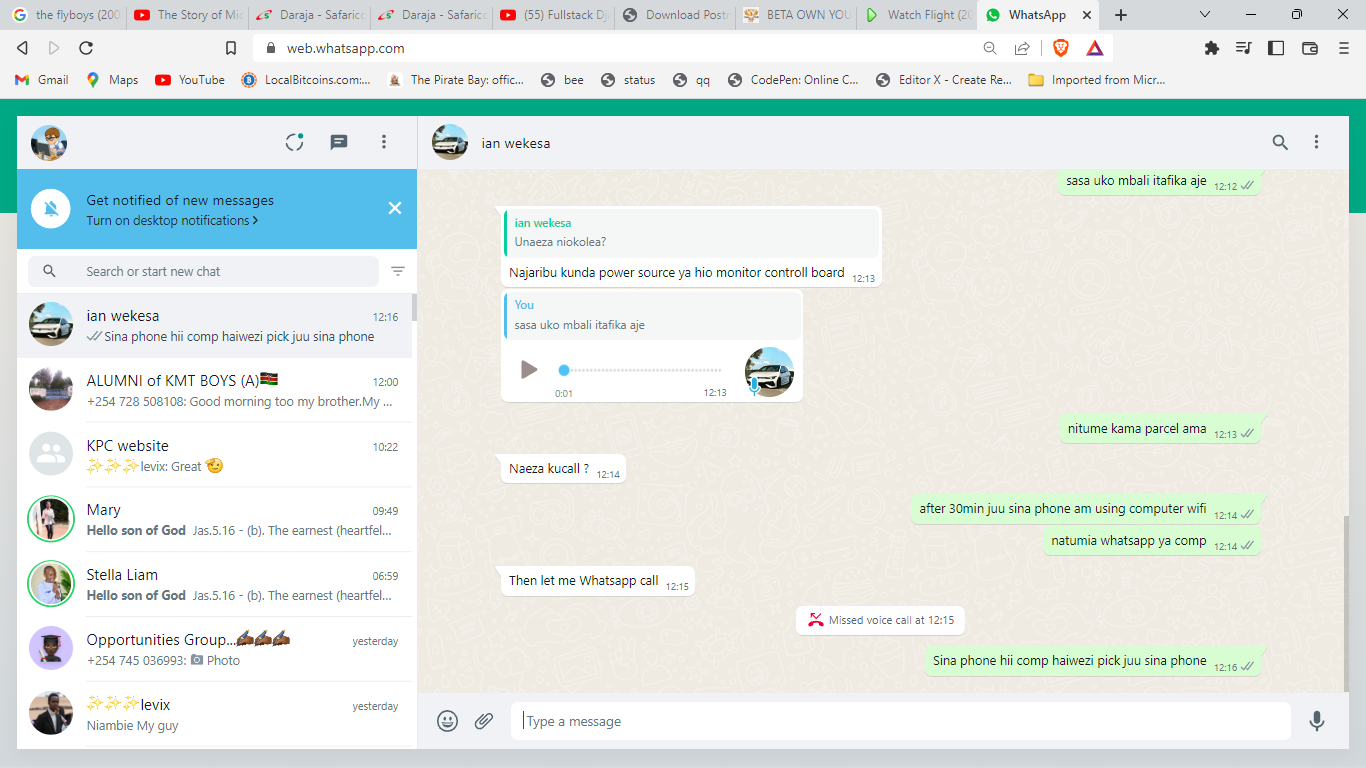 the flyboys (200
The Story of Mic
Daraja - Safaricc
Daraja - Safaricc
(55) Fullstack Dj
Download Postr
BETA OWN YOU
Watch Flight (20
WhatsApp
web.whatsapp.com
Gmail
Maps
YouTube
LocalBitcoins.com:...
The Pirate Bay: offic...
bee
status
qq
CodePen: Online C...
Editor X - Create Re...
Imported from Micr...
Get notified of new messages
Turn on desktop notifications
Search or start new chat
ian wekesa
12:16
Sina phone hii comp haiwezi pick juu sina phone
ALUMNI of KMT BOYS (A)🇰🇪
12:00
+254 728 508108: Good morning too my brother.My ...
KPC website
10:22
✨✨✨levix: Great 🫡
Mary
09:49
Hello son of God Jas.5.16 - (b). The earnest (heartfel...
Stella Liam
06:59
Hello son of God Jas.5.16 - (b). The earnest (heartfel...
Opportunities Group...✍🏾✍🏾✍🏾
yesterday
+254 745 036993: 📷 Photo
✨✨✨levix
yesterday
Niambie My guy
ian wekesa
sasa uko mbali itafika aje 12:12
ian wekesa
Unaeza niokolea?
Najaribu kunda power source ya hio monitor controll board 12:13
You
sasa uko mbali itafika aje
0:01
12:13
nitume kama parcel ama 12:13
Naeza kucall ? 12:14
after 30min juu sina phone am using computer wifi 12:14
natumia whatsapp ya comp 12:14
Then let me Whatsapp call 12:15
Missed voice call at 12:15
Sina phone hii comp haiwezi pick juu sina phone 12:16
Type a message